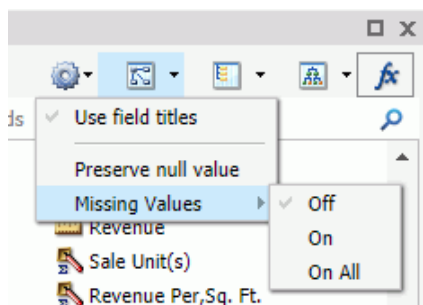 fx
ds
Use field titles
Preserve null value
Missing Values
Off
On
On All
Revenue
Sale Unit(s)
Revenue Per,Sq. Ft.